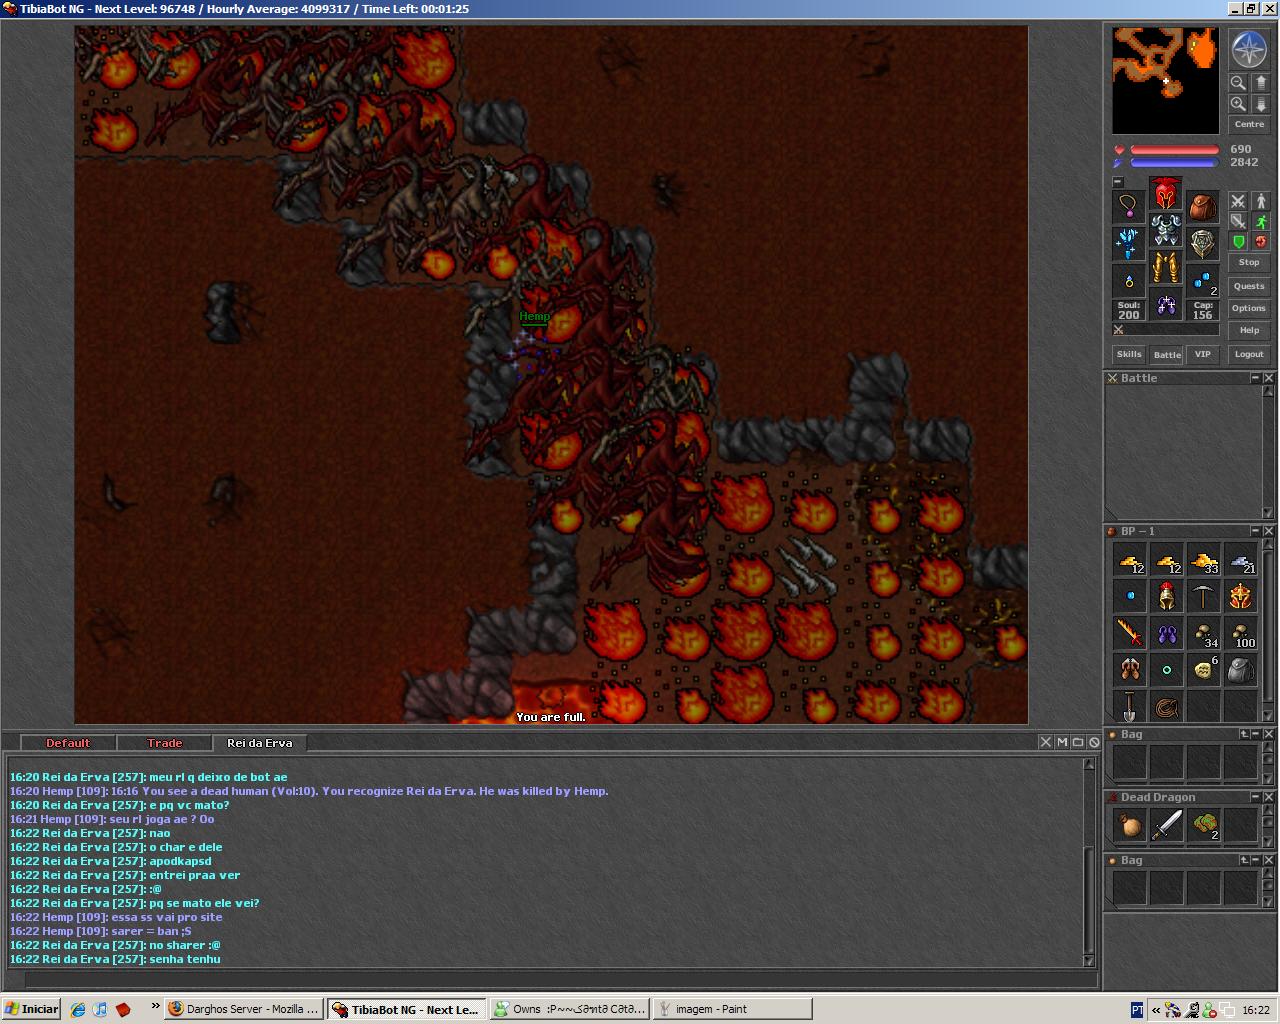 TibiaBot NG - Next Level: 96748 / Hourly Average: 4099317 / Time Left: 00:01:25
Centre
690
2842
Hemp
Soul:
200
2
Cap:
156
Stop
Quests
Options
Help
Skills
Battle
VIP
Logout
Battle
BP - 1
12
12
33
21
34
100
6
Bag
Dead Dragon
2
Bag
You are full.
Default
Trade
Rei da Erva
M
16:20 Rei da Erva [257]: meu rl q deixo de bot ae
16:20 Hemp [109]: 16:16 You see a dead human (Vol:10). You recognize Rei da Erva. He was killed by Hemp.
16:20 Rei da Erva [257]: e pq vc mato?
16:21 Hemp [109]: seu rl joga ae ? Oo
16:22 Rei da Erva [257]: nao
16:22 Rei da Erva [257]: o char e dele
16:22 Rei da Erva [257]: apodkapsd
16:22 Rei da Erva [257]: entrei praa ver
16:22 Rei da Erva [257]: :@
16:22 Rei da Erva [257]: pq se mato ele vei?
16:22 Hemp [109]: essa ss vai pro site
16:22 Hemp [109]: sarer = ban ;S
16:22 Rei da Erva [257]: no sharer :@
16:22 Rei da Erva [257]: senha tenhu
Iniciar
Darghos Server - Mozilla ...
TibiaBot NG - Next Le...
Owns
imagem - Paint
PT
16:22